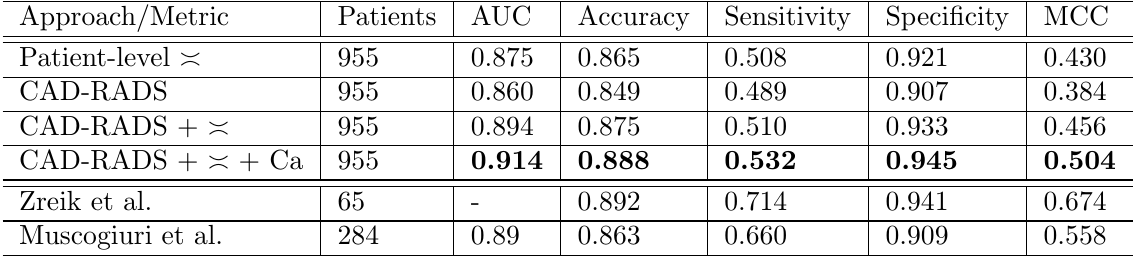 Approach/Metric Patients AUC Accuracy Sensitivity Specificity MCC
Patient-level ≍ 955 0.875 0.865 0.508 0.921 0.430
CAD-RADS 955 0.860 0.849 0.489 0.907 0.384
CAD-RADS + ≍ 955 0.894 0.875 0.510 0.933 0.456
CAD-RADS + ≍ + Ca 955 0.914 0.888 0.532 0.945 0.504
Zreik et al. 65 - 0.892 0.714 0.941 0.674
Muscogiuri et al. 284 0.89 0.863 0.660 0.909 0.558